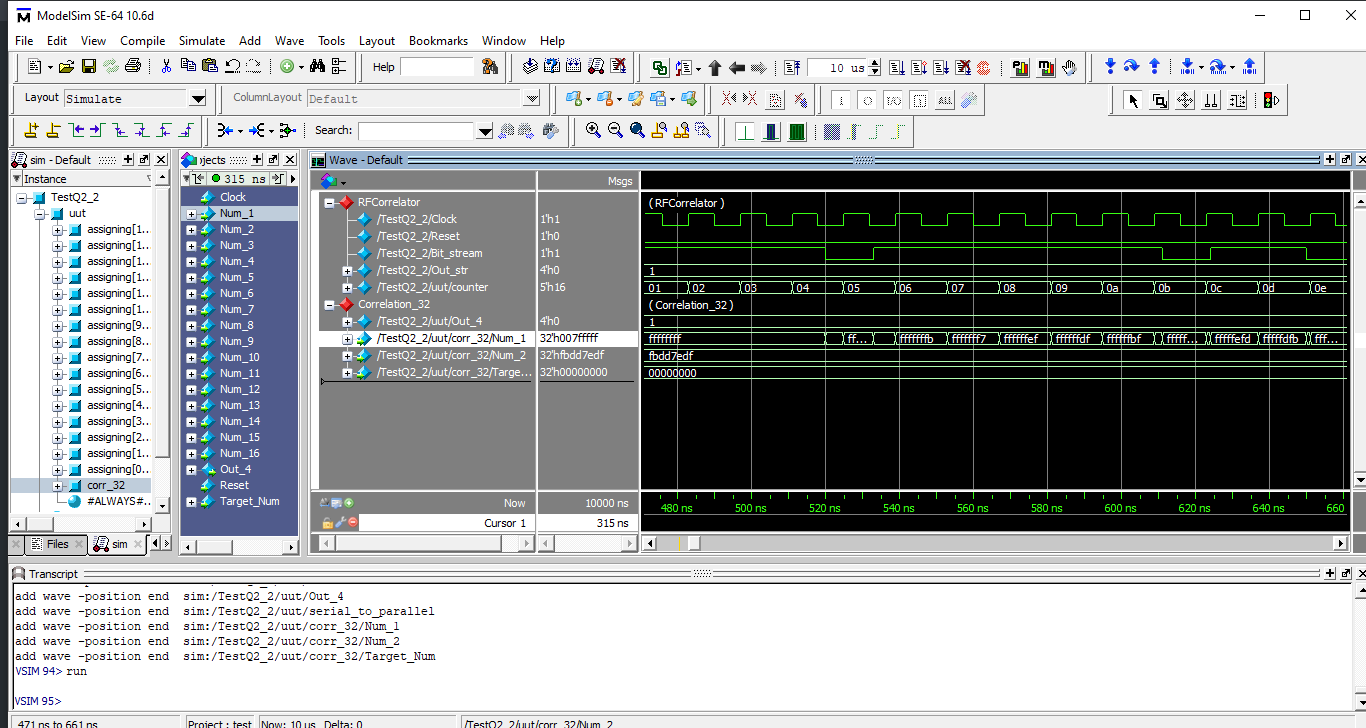 ModelSim SE-64 10.6d
File Edit View Compile Simulate Add Wave Tools Layout Bookmarks Window Help
Help
10 us
Layout Simulate
ColumnLayout Default
ALL
Search:
sim - Default
Instance
TestQ2_2
uut
assigning[1...
assigning[1...
assigning[1...
assigning[1...
assigning[1...
assigning[1...
assigning[9...
assigning[8...
assigning[7...
assigning[6...
assigning[5...
assigning[4...
assigning[3...
assigning[2...
assigning[1...
assigning[0...
corr_32
#ALWAYS#...
Files
sim
ojects
315 ns
Clock
Num_1
Num_2
Num_3
Num_4
Num_5
Num_6
Num_7
Num_8
Num_9
Num_10
Num_11
Num_12
Num_13
Num_14
Num_15
Num_16
Out_4
Reset
Target_Num
Wave - Default
Msgs
RFCorrelator (RFCorrelator )
/TestQ2_2/Clock 1'h1
/TestQ2_2/Reset 1'h0
/TestQ2_2/Bit_stream 1'h1
/TestQ2_2/Out_str 4'h0 1
/TestQ2_2/uut/counter 5'h16 01 02 03 04 05 06 07 08 09 0a 0b 0c 0d 0e
Correlation_32 (Correlation_32 )
/TestQ2_2/uut/Out_4 4'h0 1
/TestQ2_2/uut/corr_32/Num_1 32'h007fffff ffffffff ff... fffffffb fffffff7 ffffffef ffffffdf ffffffbf fffff... fffffefd fffffdfb ffff...
/TestQ2_2/uut/corr_32/Num_2 32'hfbdd7edf fbdd7edf
/TestQ2_2/uut/corr_32/Targe... 32'h00000000 00000000
Now 10000 ns
480 ns 500 ns 520 ns 540 ns 560 ns 580 ns 600 ns 620 ns 640 ns 660
Cursor 1 315 ns
Transcript
add wave -position end sim:/TestQ2_2/uut/Out_4
add wave -position end sim:/TestQ2_2/uut/serial_to_parallel
add wave -position end sim:/TestQ2_2/uut/corr_32/Num_1
add wave -position end sim:/TestQ2_2/uut/corr_32/Num_2
add wave -position end sim:/TestQ2_2/uut/corr_32/Target_Num
VSIM 94> run
VSIM 95>
471 ns to 661 ns Project : test Now: 10 us Delta: 0 /TestQ2_2/uut/corr_32/Num_2